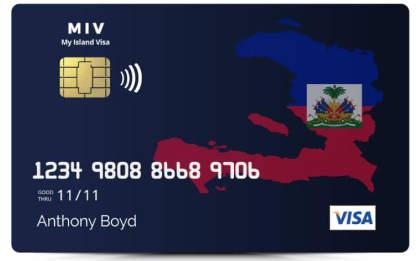 MIV
My Island Visa
1234 9808 8668 9706
GOOD
THRU 11/11
Anthony Boyd
VISA